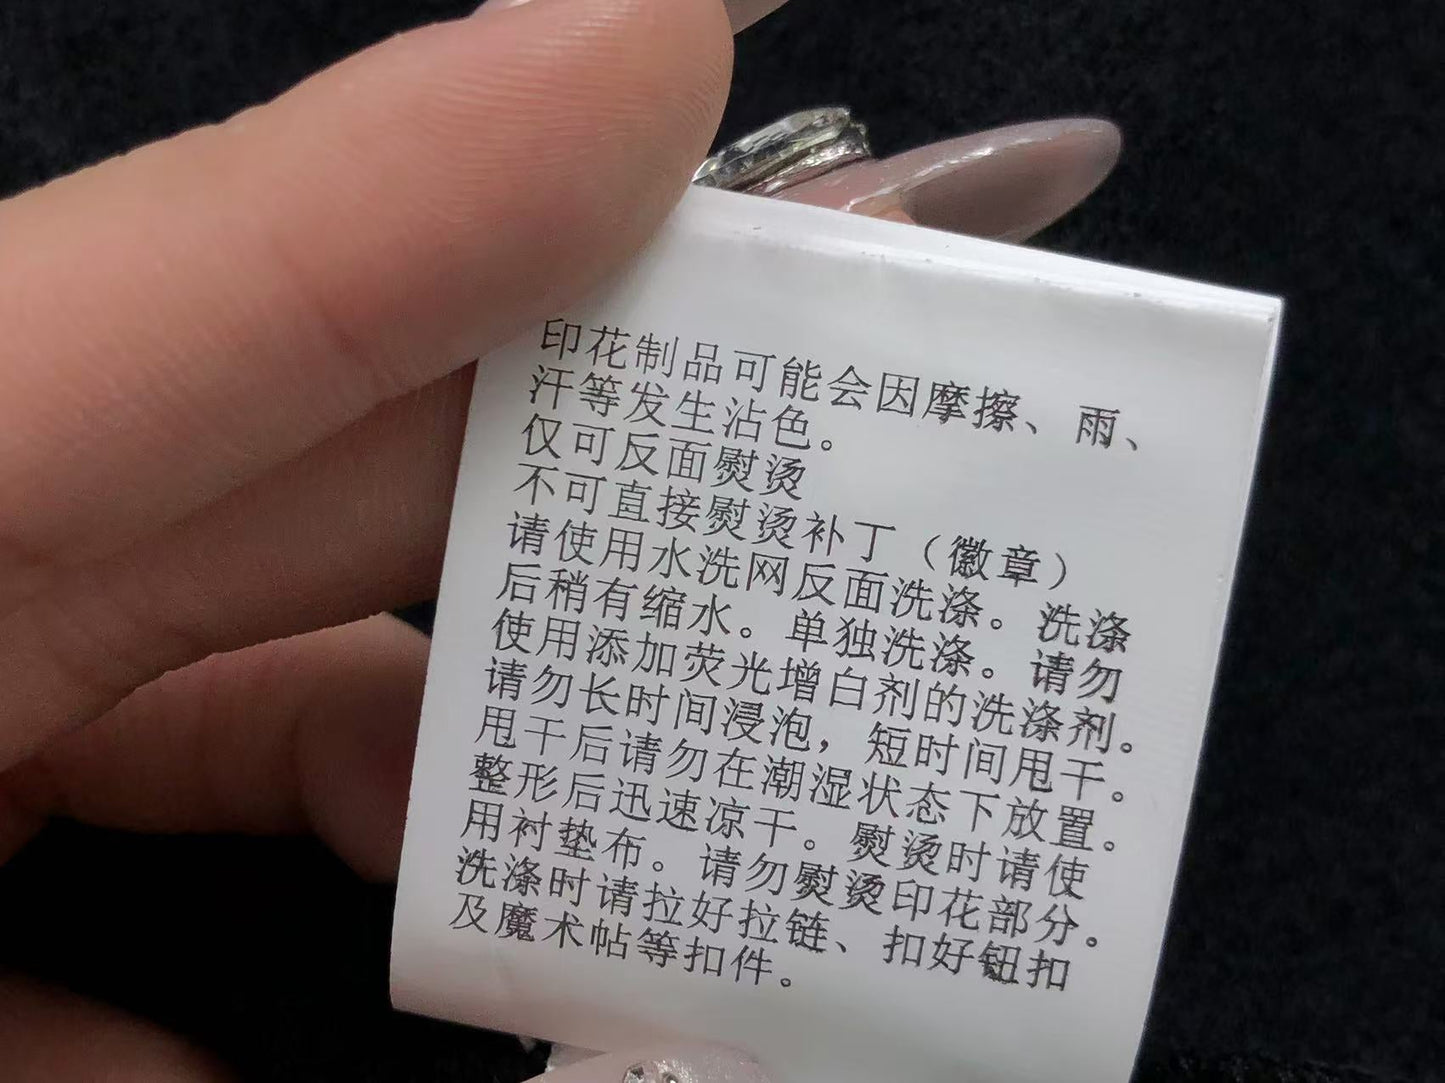 印花制品可能会因摩擦、雨、
汗等发生沾色。
仅可反面熨烫
不可直接熨烫补丁（徽章）
请使用水洗网反面洗涤。洗涤
后稍有缩水。单独洗涤。请勿
使用添加荧光增白剂的洗涤剂。
请勿长时间浸泡，短时间甩干。
甩干后请勿在潮湿状态下放置。
整形后迅速凉干。熨烫时请使
用衬垫布。请勿熨烫印花部分。
洗涤时请拉好拉链、扣好钮扣
及魔术帖等扣件。